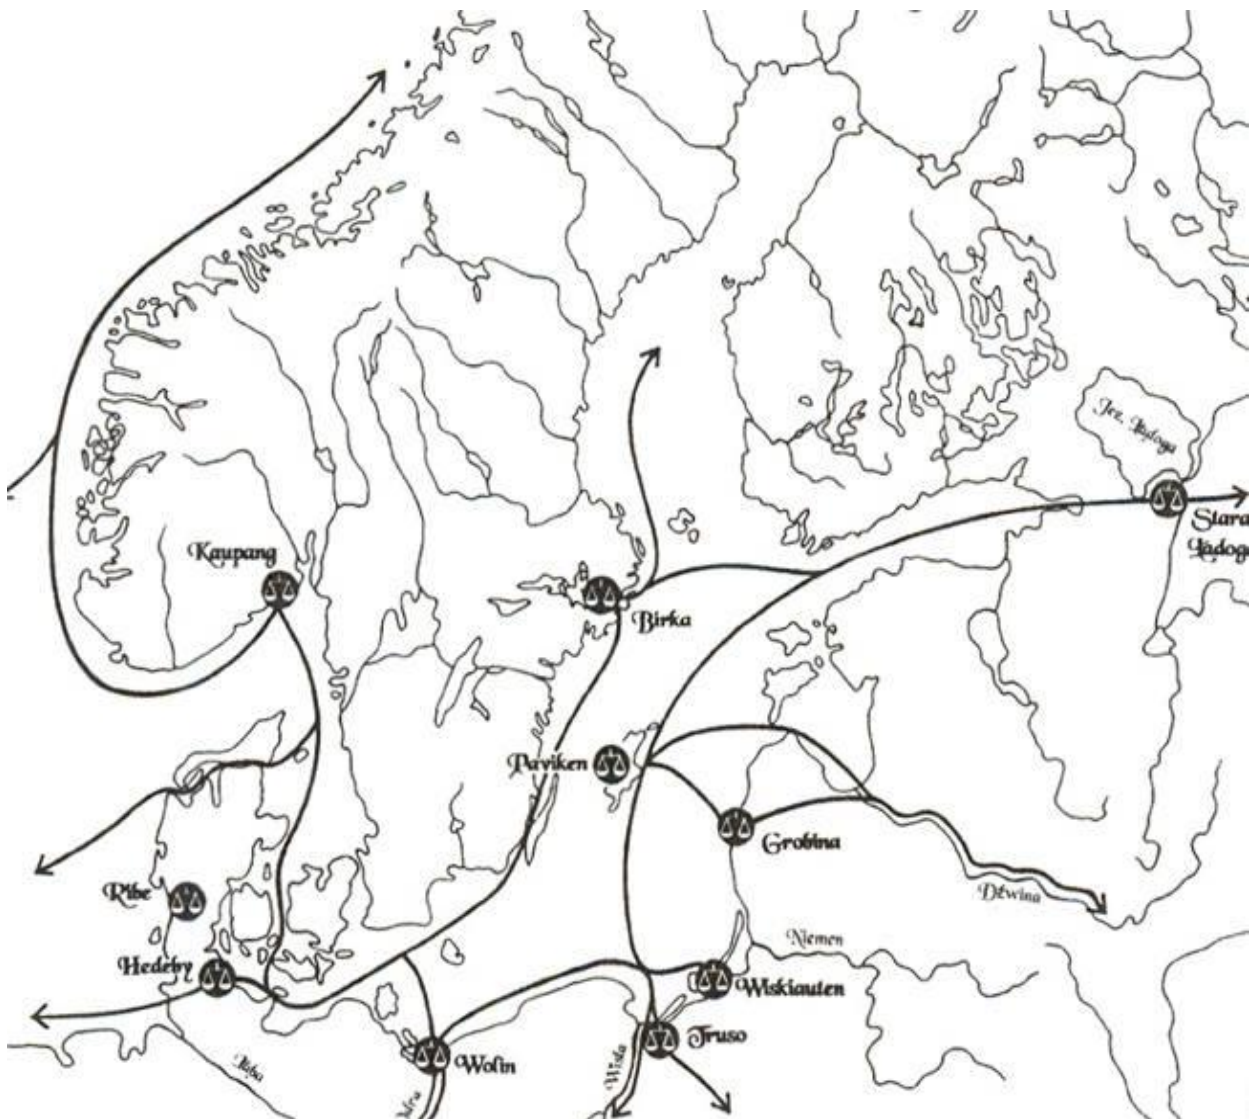 Jez. Ładoga
Stara
Ładoga
Kaupang
Birka
Paviken
Grobina
Dźwina
Ribe
Niemen
Hedeby
Wiskiauten
Truso
Wisła
Wolin
Łaba
Odra